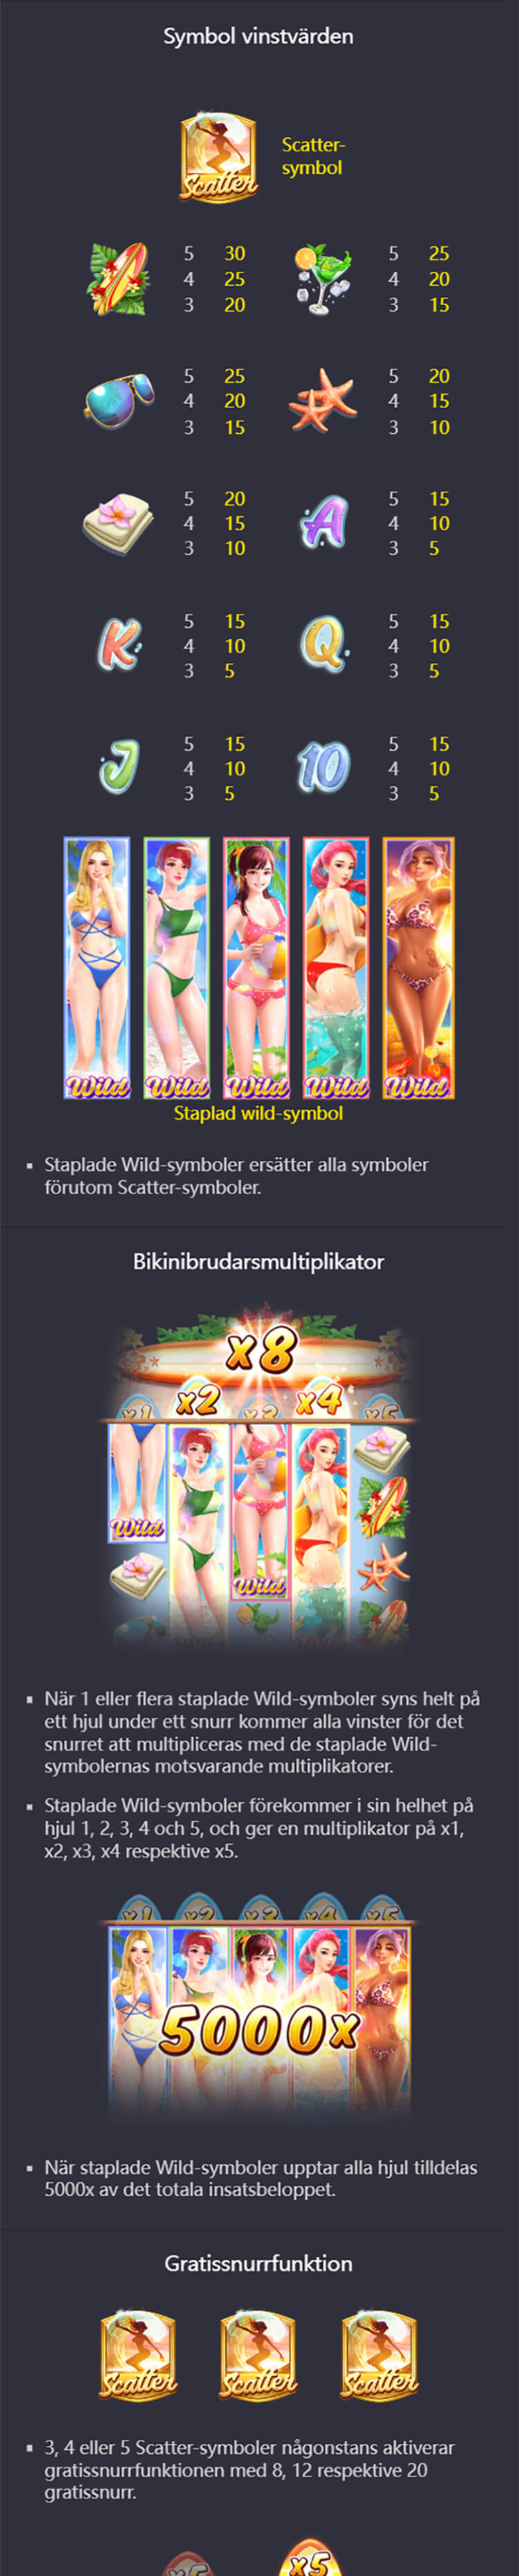 Symbol vinstvärden
Scatter
Scatter-
symbol
5 30
4 25
3 20
5 25
4 20
3 15
5 25
4 20
3 15
5 20
4 15
3 10
5 20
4 15
3 10
A
5 15
4 10
3 5
K
5 15
4 10
3 5
Q
5 15
4 10
3 5
J
5 15
4 10
3 5
10
5 15
4 10
3 5
Wild Wild Wild Wild Wild
Staplad wild-symbol
▪ Staplade Wild-symboler ersätter alla symboler
förutom Scatter-symboler.
Bikinibrudarsmultiplikator
x8
x1 x2 x3 x4 x5
Wild
Wild
▪ När 1 eller flera staplade Wild-symboler syns helt på
ett hjul under ett snurr kommer alla vinster för det
snurret att multipliceras med de staplade Wild-
symbolernas motsvarande multiplikatorer.
▪ Staplade Wild-symboler förekommer i sin helhet på
hjul 1, 2, 3, 4 och 5, och ger en multiplikator på x1,
x2, x3, x4 respektive x5.
x1 x2 x3 x4 x5
5000x
▪ När staplade Wild-symboler upptar alla hjul tilldelas
5000x av det totala insatsbeloppet.
Gratissnurrfunktion
Scatter Scatter Scatter
▪ 3, 4 eller 5 Scatter-symboler någonstans aktiverar
gratissnurrfunktionen med 8, 12 respektive 20
gratissnurr.
x5